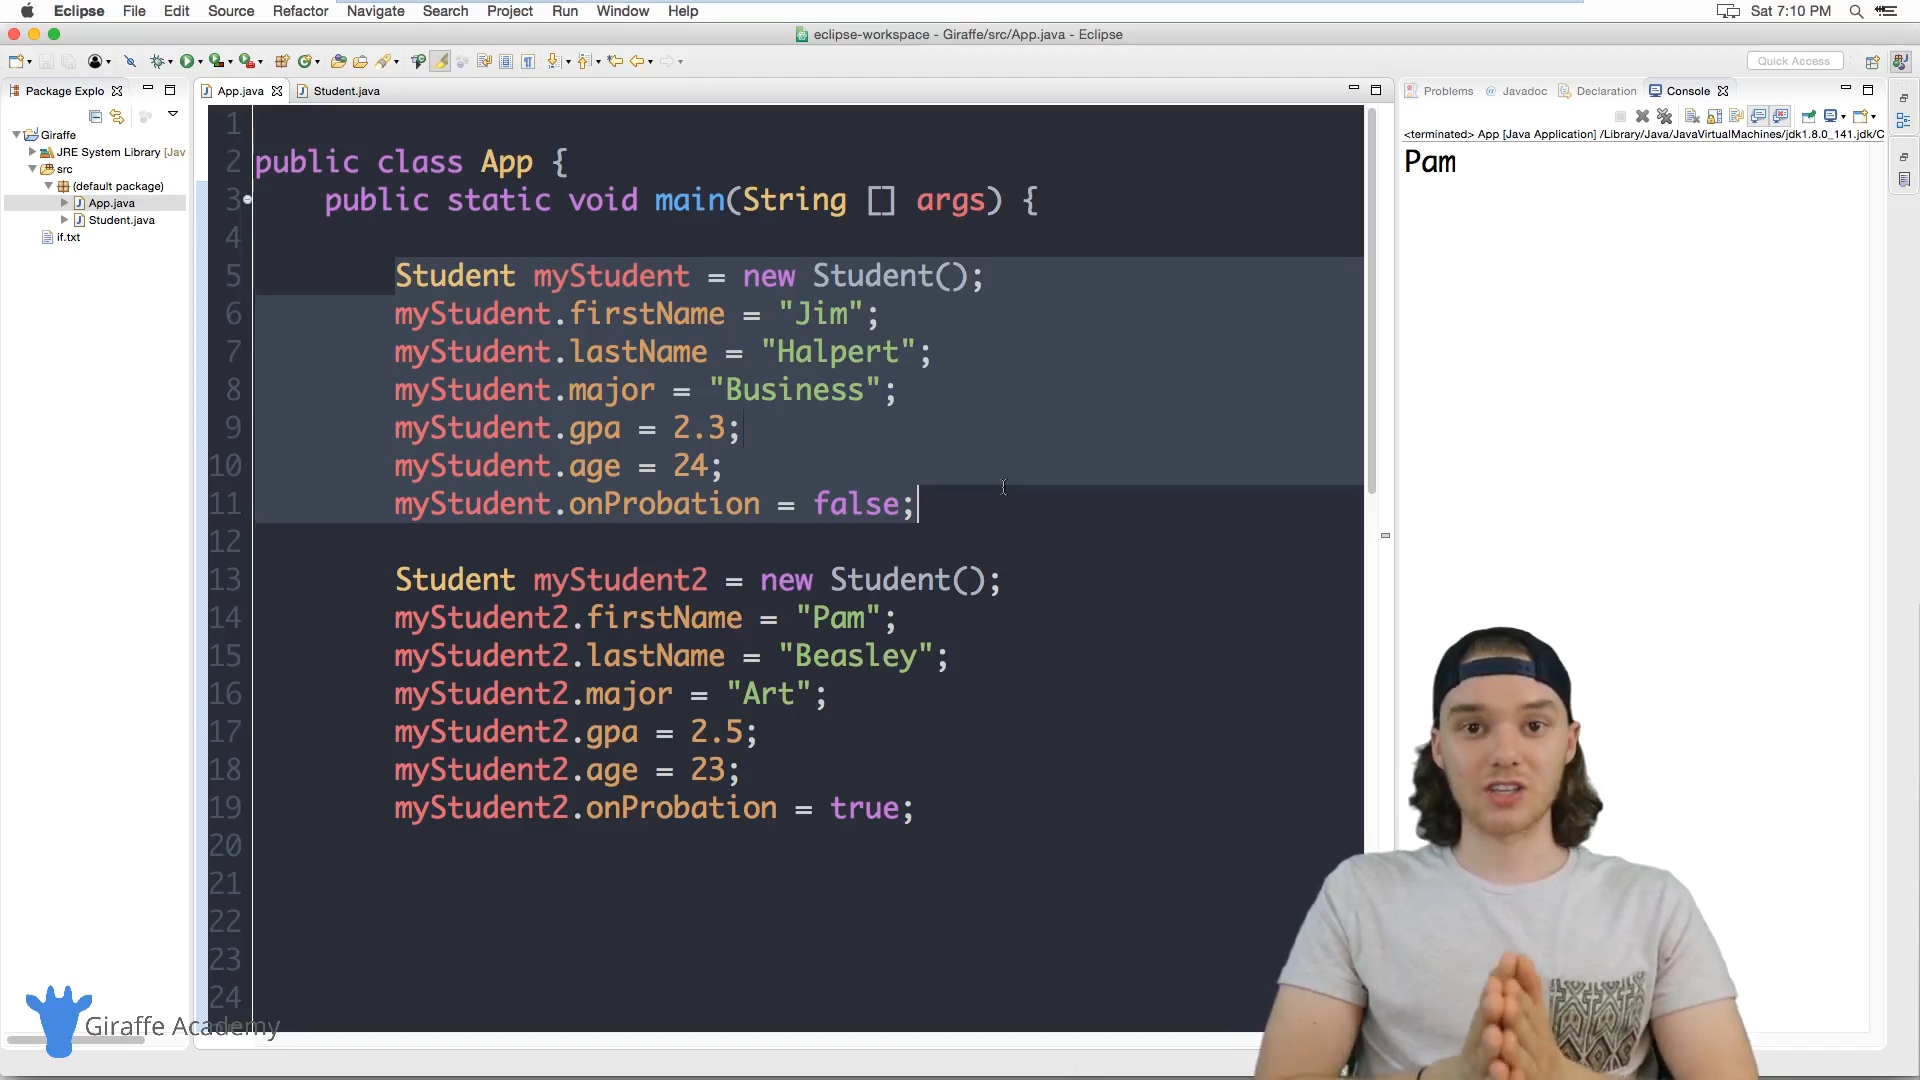 Eclipse File Edit Source Refactor Navigate Search Project Run Window Help Sat 7:10 PM
eclipse-workspace - Giraffe/src/App.java - Eclipse
Quick Access
Package Explo
App.java Student.java
Problems @ Javadoc Declaration Console
Giraffe
JRE System Library [Jav
src
(default package)
App.java
Student.java
if.txt
<terminated> App [Java Application] /Library/Java/JavaVirtualMachines/jdk1.8.0_141.jdk/C
Pam
1
2 public class App {
3 public static void main(String [] args) {
4
5 Student myStudent = new Student();
6 myStudent.firstName = "Jim";
7 myStudent.lastName = "Halpert";
8 myStudent.major = "Business";
9 myStudent.gpa = 2.3;
10 myStudent.age = 24;
11 myStudent.onProbation = false;
12
13 Student myStudent2 = new Student();
14 myStudent2.firstName = "Pam";
15 myStudent2.lastName = "Beasley";
16 myStudent2.major = "Art";
17 myStudent2.gpa = 2.5;
18 myStudent2.age = 23;
19 myStudent2.onProbation = true;
20
21
22
23
24
Giraffe Academy